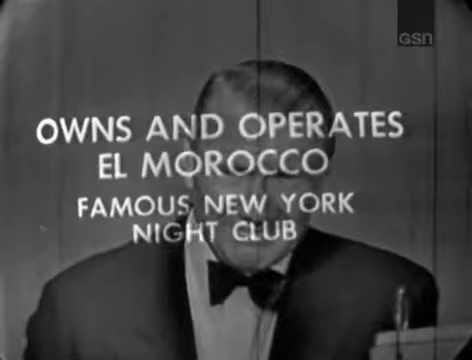 GSN
OWNS AND OPERATES
EL MOROCCO
FAMOUS NEW YORK
NIGHT CLUB